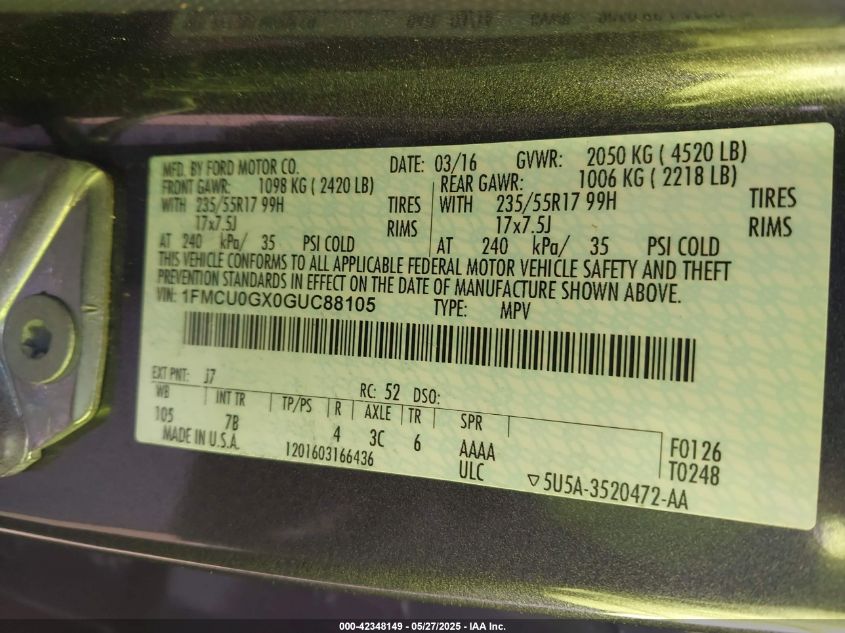 MFD. BY FORD MOTOR CO. DATE: 03/16 GVWR: 2050 KG ( 4520 LB)
FRONT GAWR: 1098 KG ( 2420 LB) REAR GAWR: 1006 KG ( 2218 LB)
WITH 235/55R17 99H TIRES WITH 235/55R17 99H TIRES
17x7.5J RIMS 17x7.5J RIMS
AT 240 kPa/ 35 PSI COLD AT 240 kPa/ 35 PSI COLD
THIS VEHICLE CONFORMS TO ALL APPLICABLE FEDERAL MOTOR VEHICLE SAFETY AND THEFT
PREVENTION STANDARDS IN EFFECT ON THE DATE OF MANUFACTURE SHOWN ABOVE.
VIN: 1FMCU0GX0GUC88105 TYPE: MPV
EXT PNT: J7 RC: 52 DSO:
WB INT TR TP/PS R AXLE TR SPR
105 7B 4 3C 6 AAAA F0126
MADE IN U.S.A. 1201603166436 ULC T0248
▽5U5A-3520472-AA
000-42348149 — 05/27/2025 — IAA Inc.